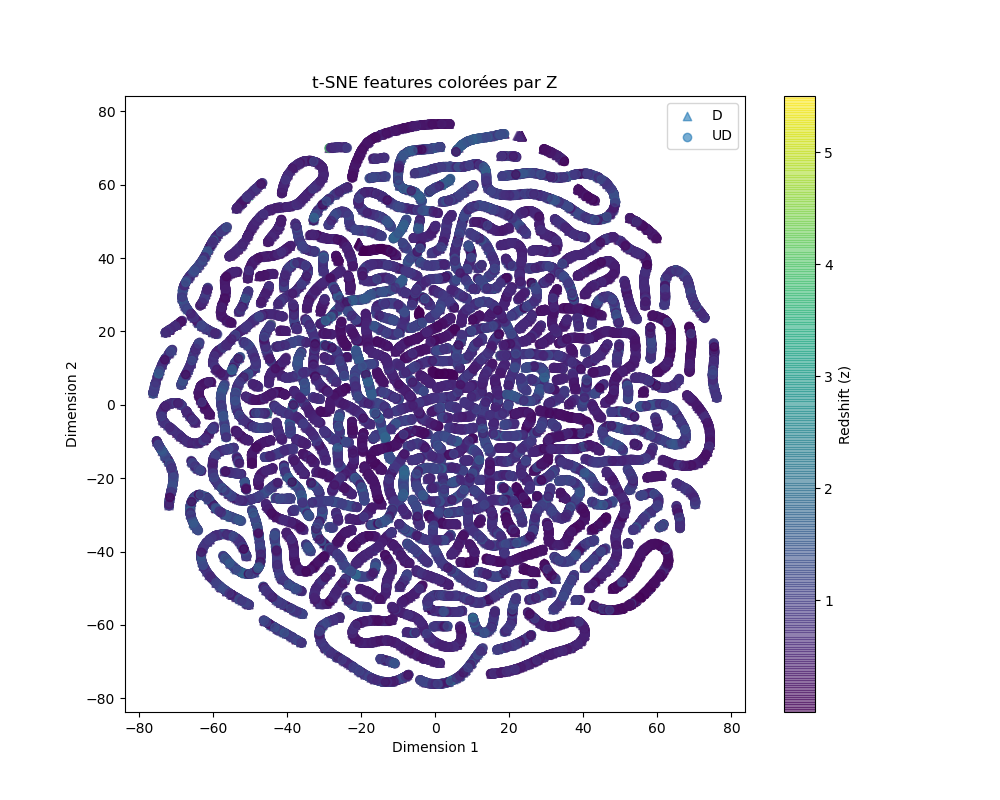 t-SNE features colorées par Z
D
UD
80
60
40
20
0
−20
−40
−60
−80
Dimension 2
−80 −60 −40 −20 0 20 40 60 80
Dimension 1
5
4
3
2
1
Redshift (z)